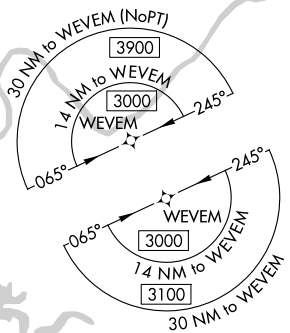 30 NM to WEVEM (NoPT)
3900
14 NM to WEVEM
3000
WEVEM
245°
065°
245°
065°
WEVEM
3000
14 NM to WEVEM
3100
30 NM to WEVEM